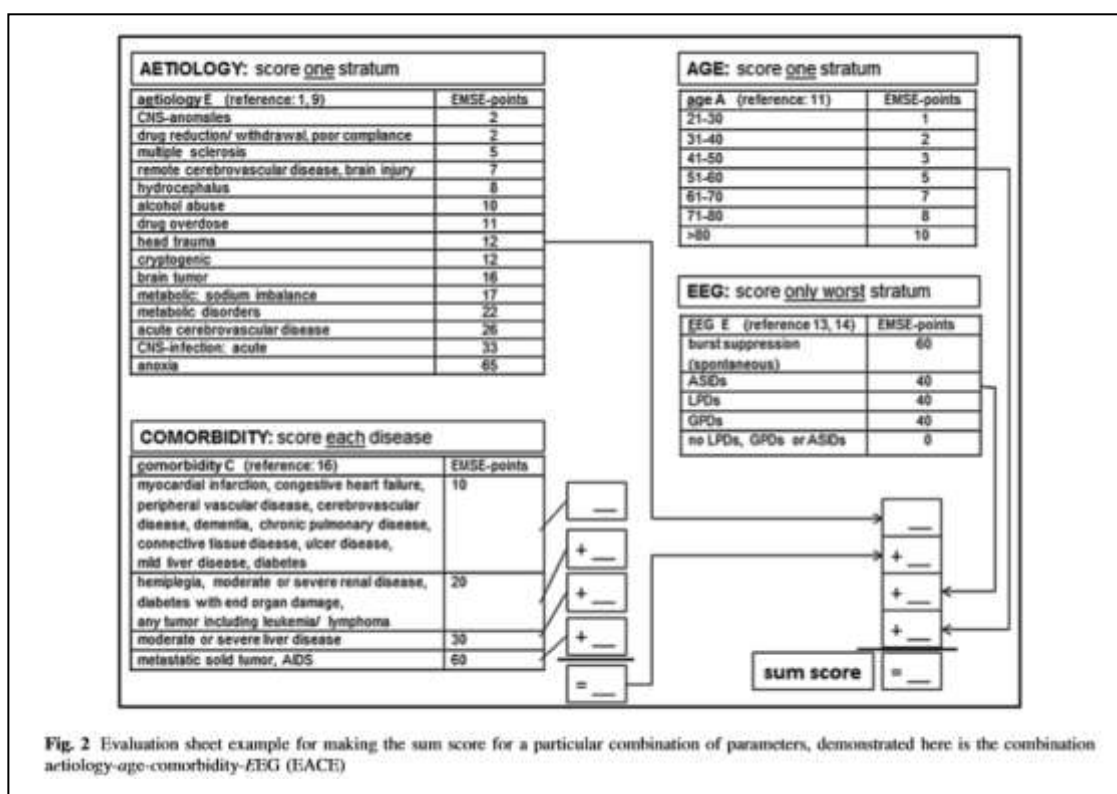 AETIOLOGY: score one stratum
aetiology E (reference: 1, 9) EMSE-points
CNS-anomales 2
drug reduction/ withdrawal, poor compliance 2
multiple sclerosis 5
remote cerebrovascular disease, brain injury 7
hydrocephalus 8
alcohol abuse 10
drug overdose 11
head trauma 12
cryptogenic 12
brain tumor 16
metabolic: sodium imbalance 17
metabolic disorders 22
acute cerebrovascular disease 26
CNS-infection: acute 33
anoxia 65
COMORBIDITY: score each disease
comorbidity C (reference: 16) EMSE-points
myocardial infarction, congestive heart failure, 10
peripheral vascular disease, cerebrovascular
disease, dementia, chronic pulmonary disease,
connective tissue disease, ulcer disease,
mild liver disease, diabetes
hemiplegia, moderate or severe renal disease, 20
diabetes with end organ damage,
any tumor including leukemia/ lymphoma
moderate or severe liver disease 30
metastatic solid tumor, AIDS 60
__
+ __
+ __
+ __
= __
AGE: score one stratum
age A (reference: 11) EMSE-points
21-30 1
31-40 2
41-50 3
51-60 5
61-70 7
71-80 8
>80 10
EEG: score only worst stratum
EEG E (reference 13, 14) EMSE-points
burst suppression 60
(spontaneous)
ASIDs 40
LPDs 40
GPDs 40
no LPDs, GPDs or ASIDs 0
__
+ __
+ __
+ __
sum score = __
Fig. 2 Evaluation sheet example for making the sum score for a particular combination of parameters, demonstrated here is the combination
aetiology-age-comorbidity-EEG (EACE)